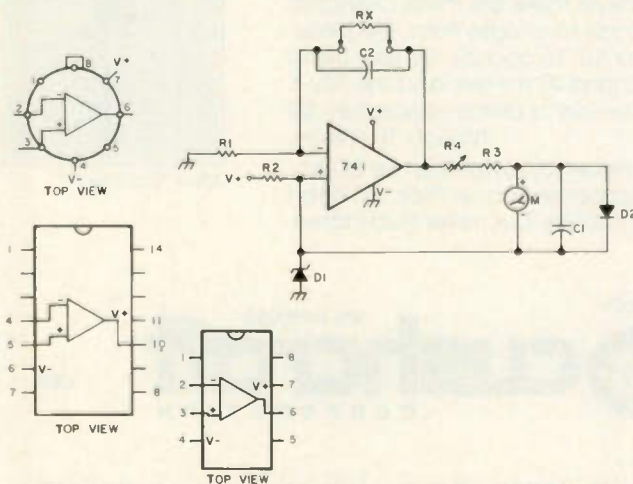 8
V+
1
7
2
6
3
5
4
V-
TOP VIEW
1
14
4
V+
11
5
10
6
V-
7
8
TOP VIEW
1
8
2
V+
7
3
6
4
V-
5
TOP VIEW
RX
C2
V+
R1
R2
V+
741
V-
R4
R3
M
C1
D2
D1